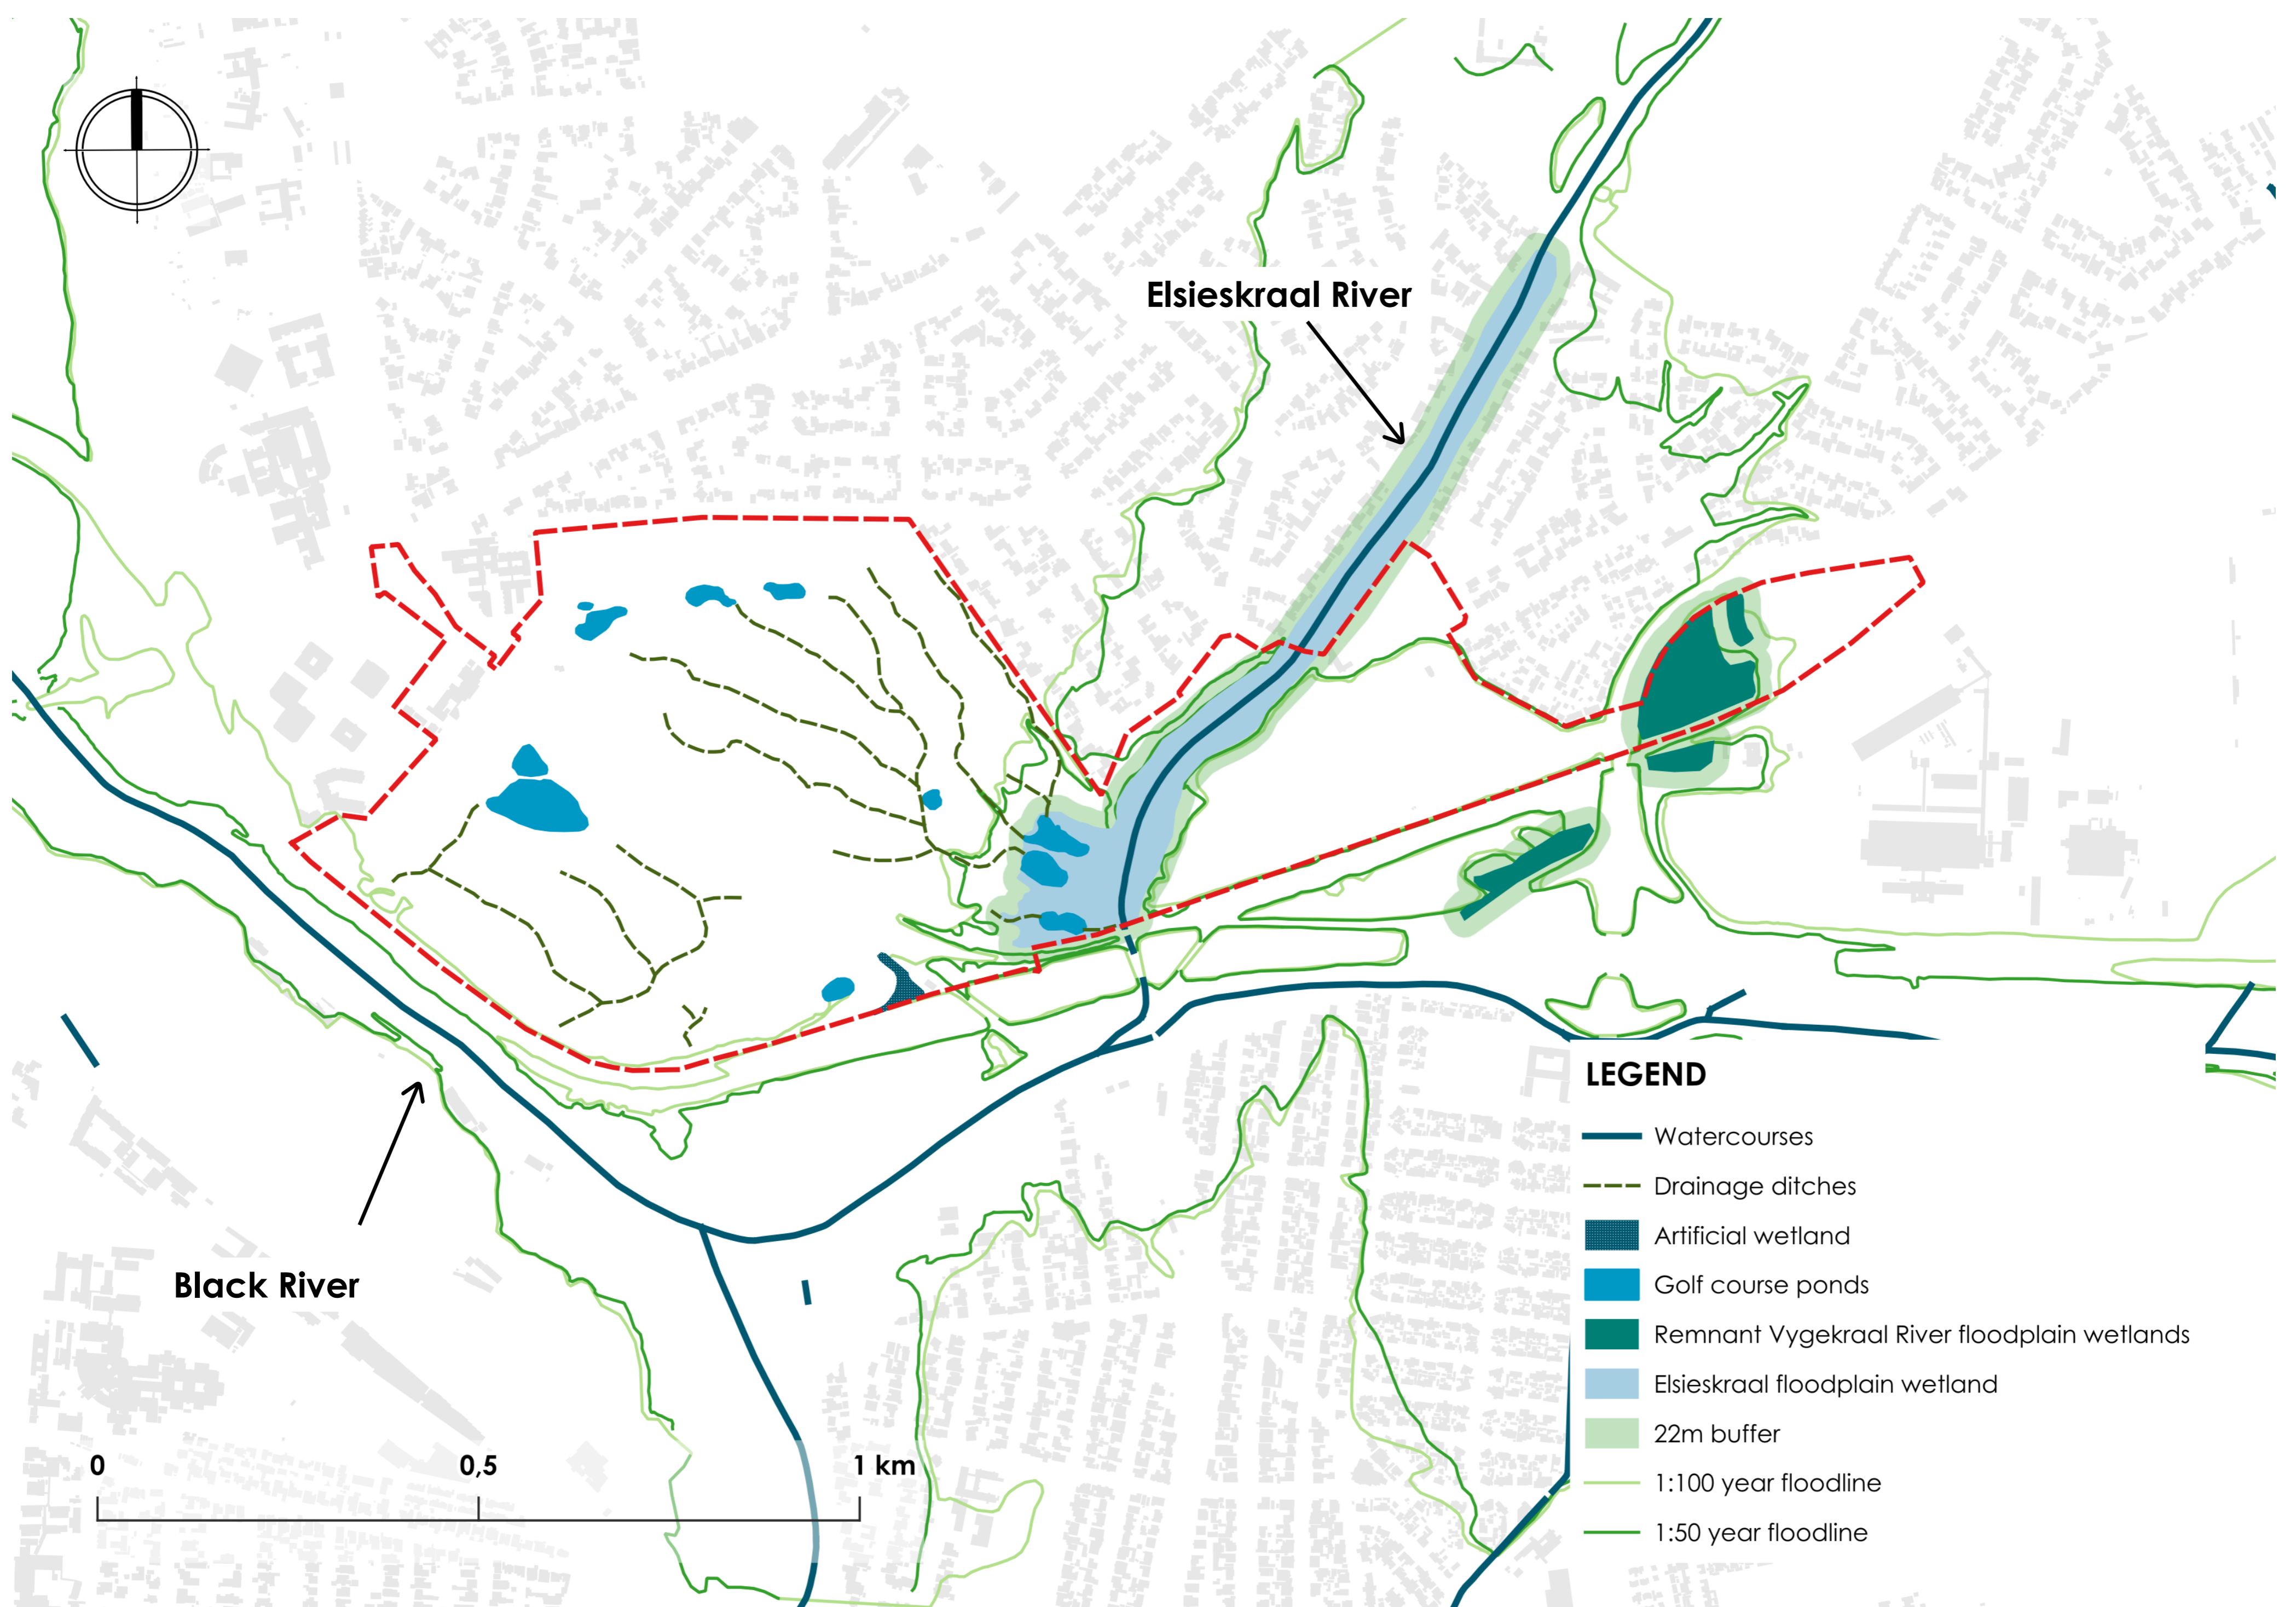 Elsieskraal River
Black River
0 0,5 1 km
LEGEND
Watercourses
Drainage ditches
Artificial wetland
Golf course ponds
Remnant Vygekraal River floodplain wetlands
Elsieskraal floodplain wetland
22m buffer
1:100 year floodline
1:50 year floodline